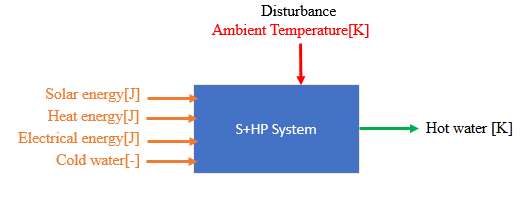 Disturbance
Ambient Temperature[K]
Solar energy[J]
Heat energy[J]
Electrical energy[J]
Cold water[-]
S+HP System
Hot water [K]